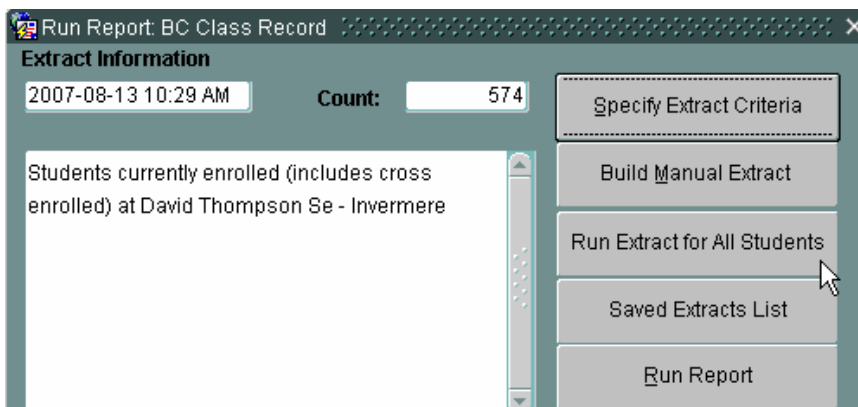 Run Report: BC Class Record
Extract Information
2007-08-13 10:29 AM Count: 574
Specify Extract Criteria
Students currently enrolled (includes cross
enrolled) at David Thompson Se - Invermere
Build Manual Extract
Run Extract for All Students
Saved Extracts List
Run Report